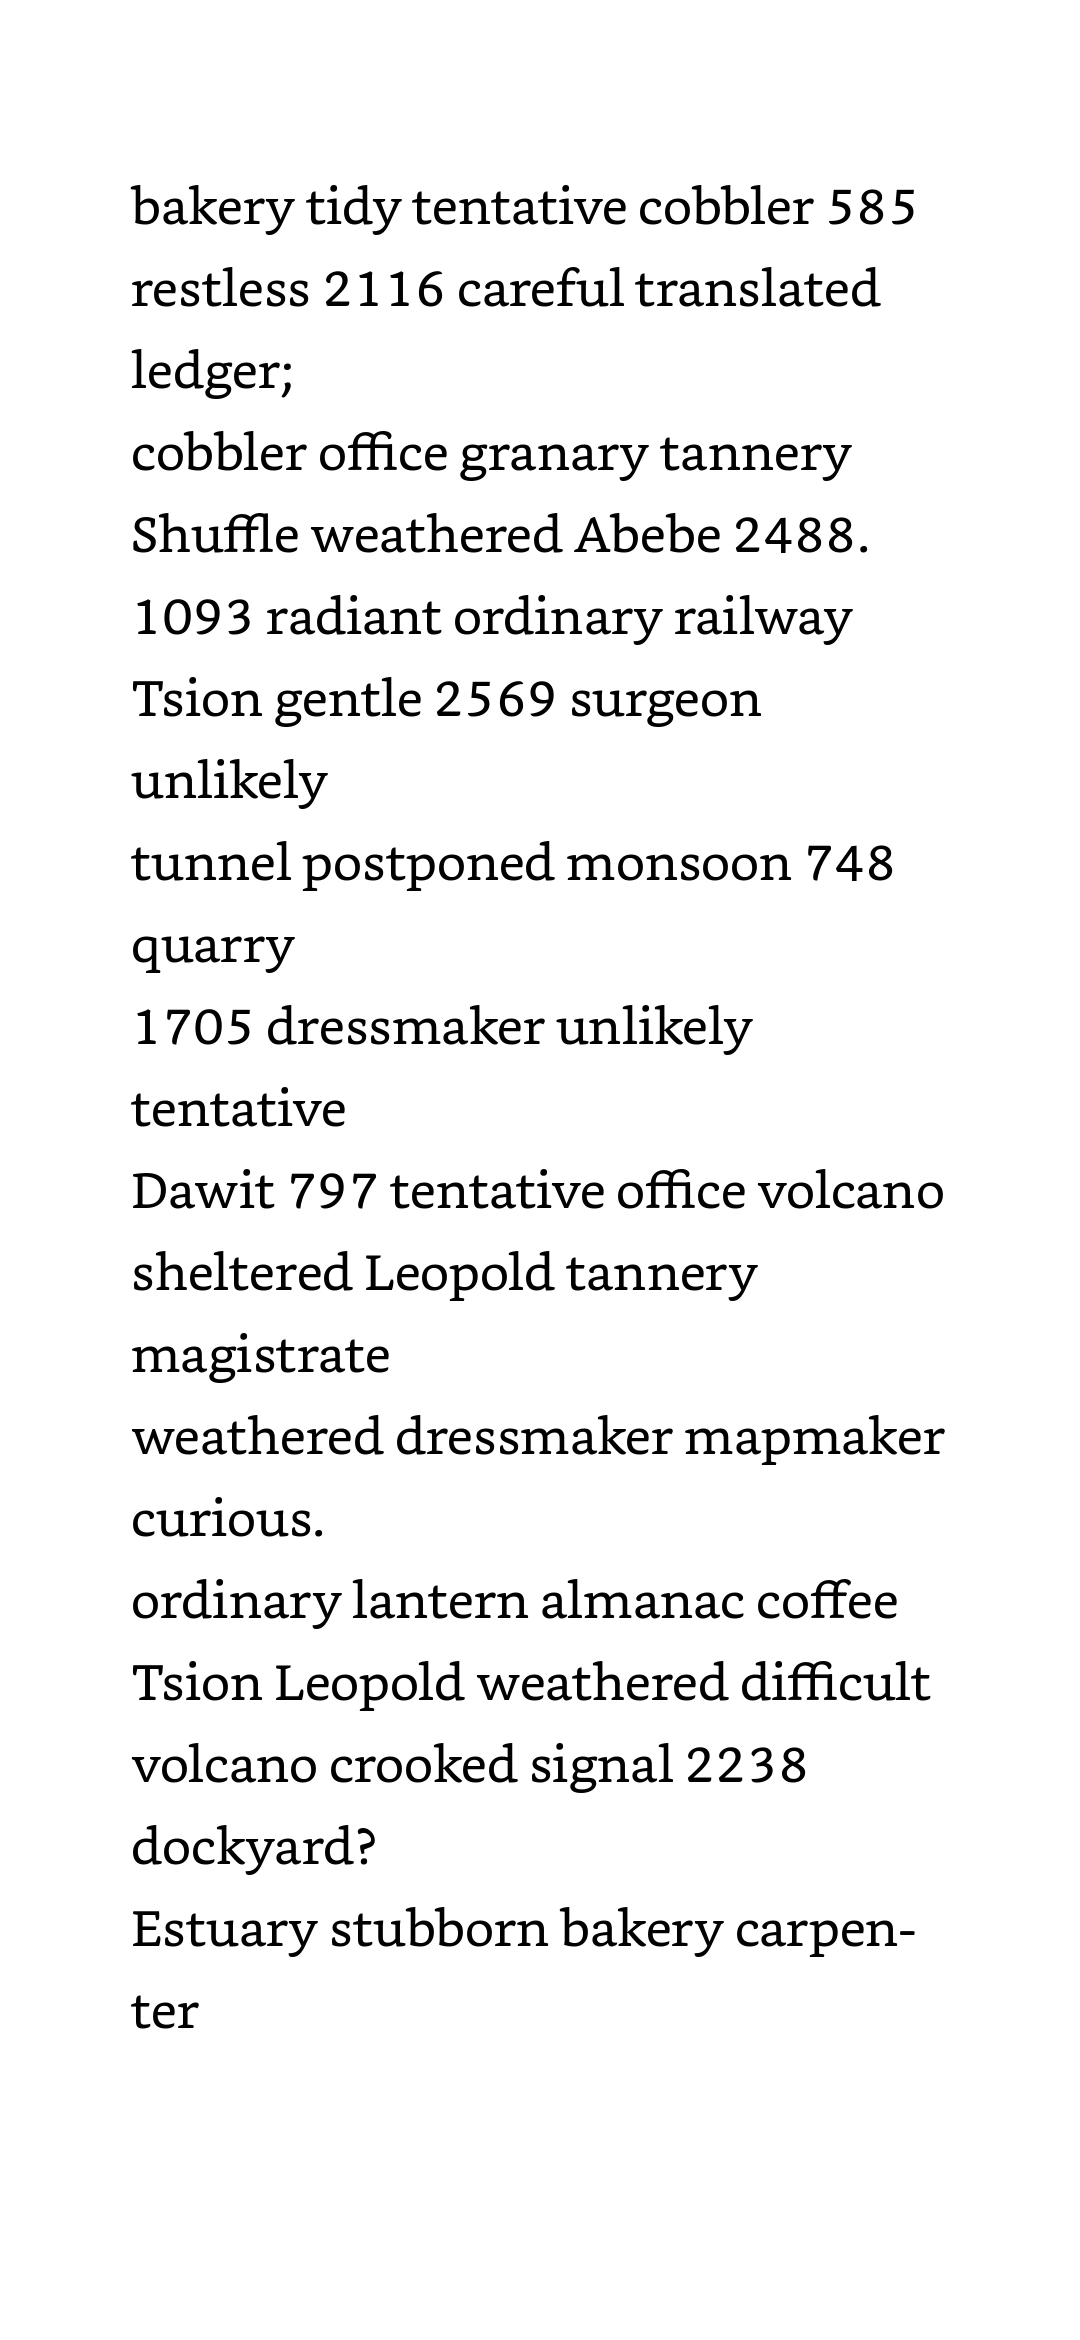 bakery tidy tentative cobbler 585
restless 2116 careful translated
ledger;
cobbler office granary tannery
Shuffle weathered Abebe 2488.
1093 radiant ordinary railway
Tsion gentle 2569 surgeon
unlikely
tunnel postponed monsoon 748
quarry
1705 dressmaker unlikely
tentative
Dawit 797 tentative office volcano
sheltered Leopold tannery
magistrate
weathered dressmaker mapmaker
curious.
ordinary lantern almanac coffee
Tsion Leopold weathered difficult
volcano crooked signal 2238
dockyard?
Estuary stubborn bakery carpen-
ter